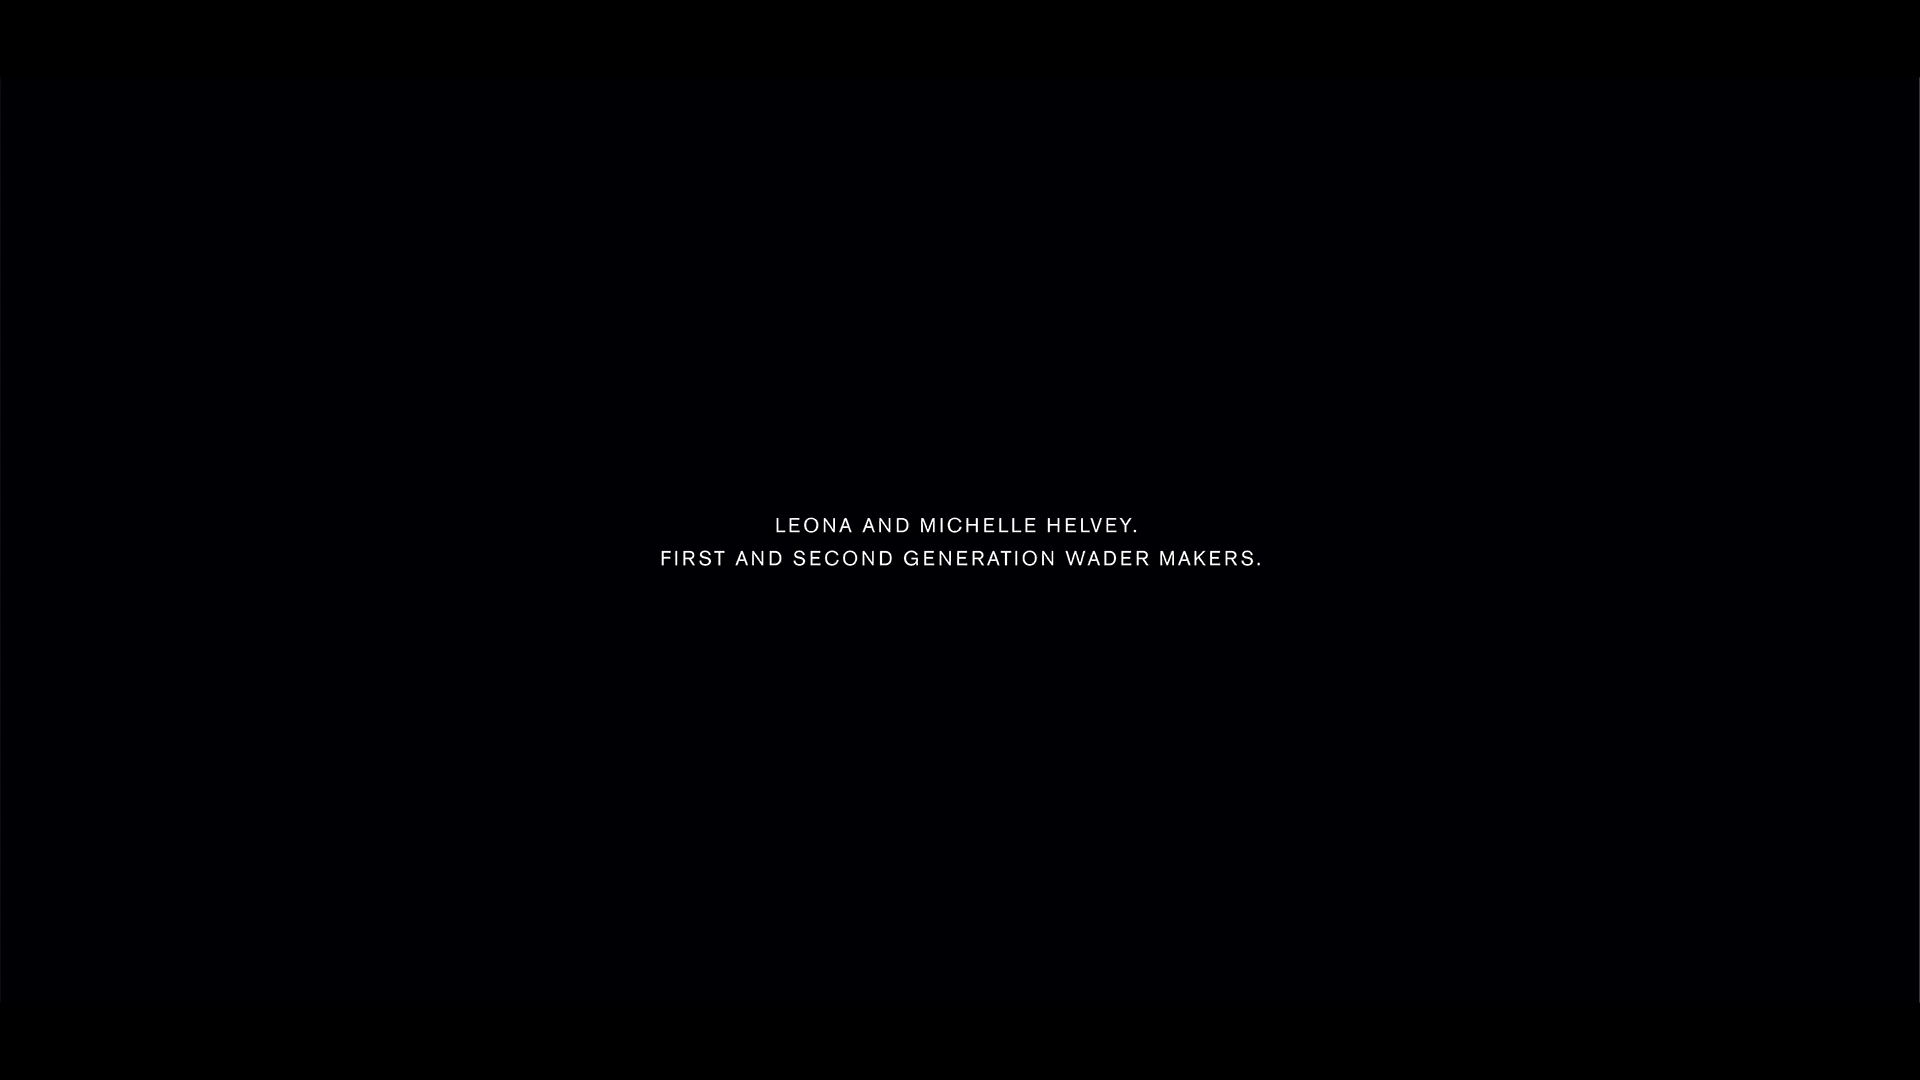 LEONA AND MICHELLE HELVEY.
FIRST AND SECOND GENERATION WADER MAKERS.